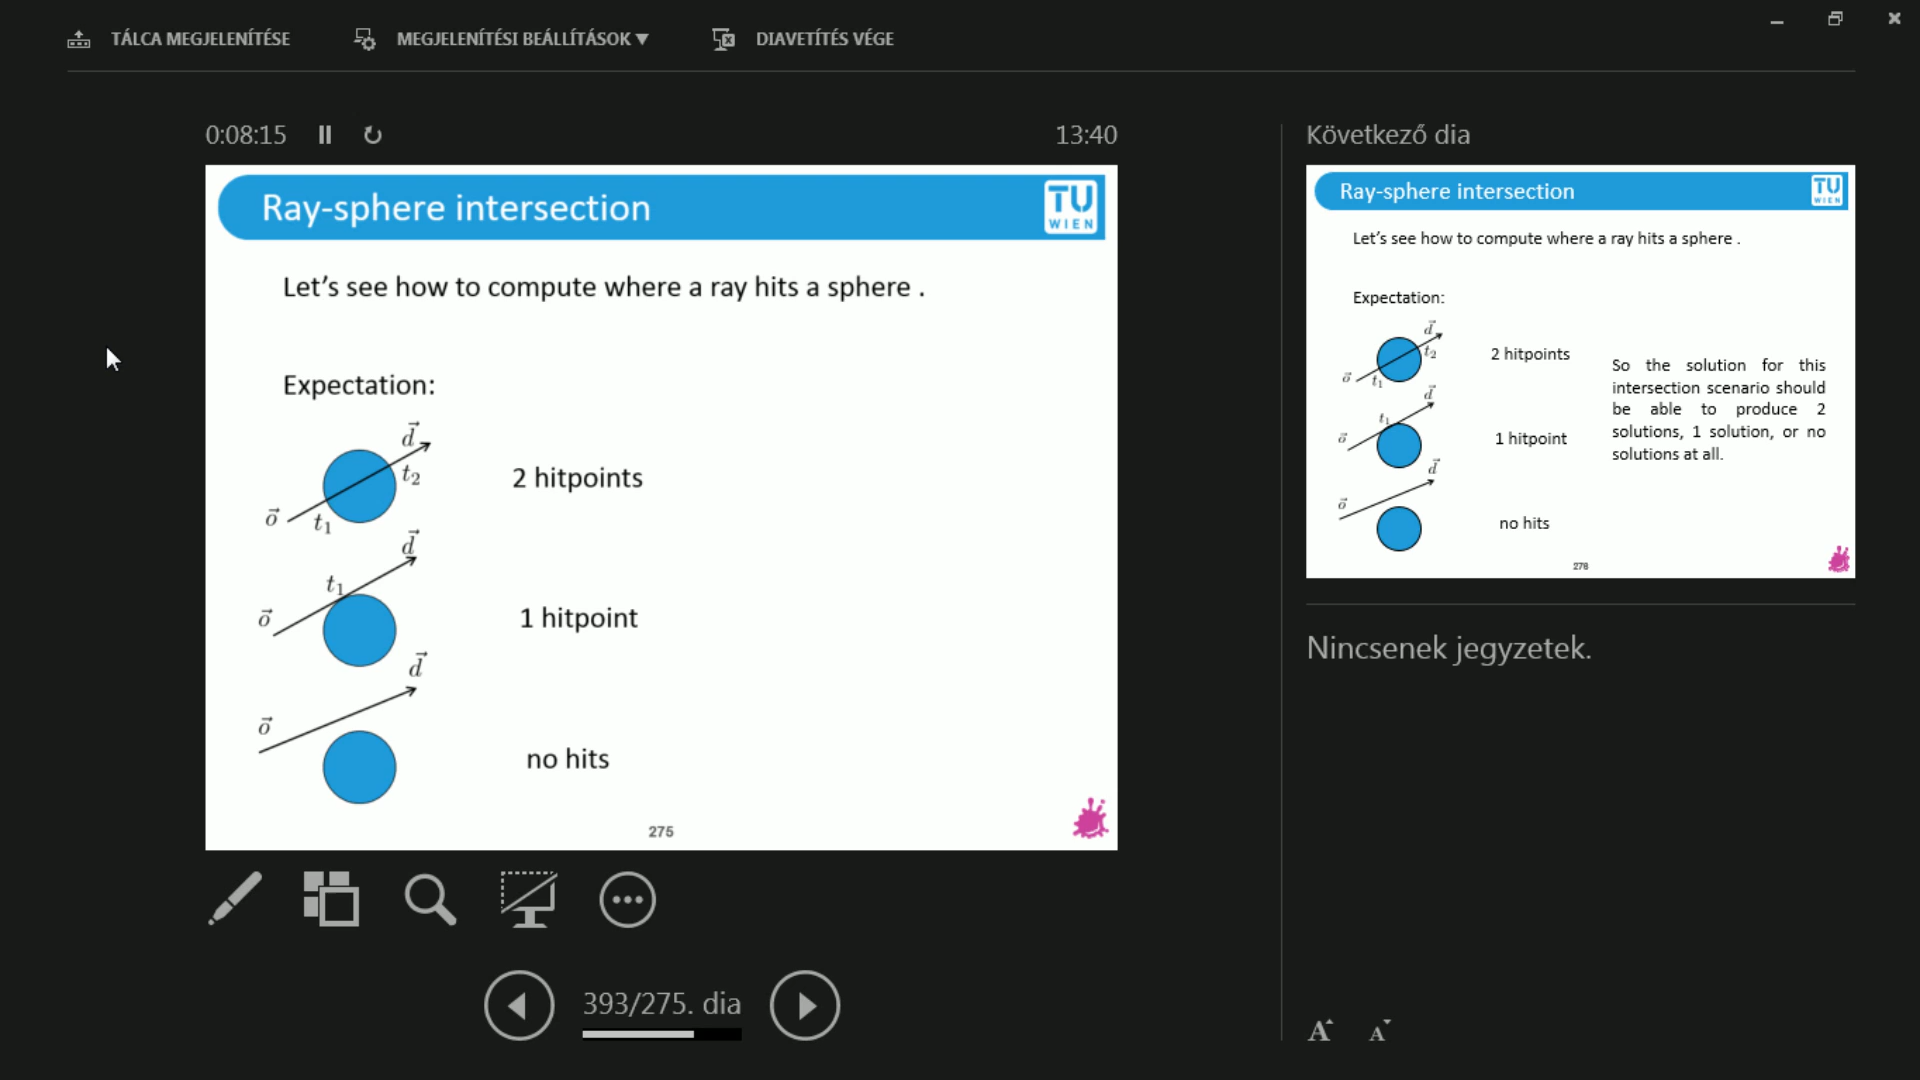 TÁLCA MEGJELENÍTÉSE
MEGJELENÍTÉSI BEÁLLÍTÁSOK
DIAVETÍTÉS VÉGE
0:08:15
13:40
Ray-sphere intersection
TU
WIEN
Let's see how to compute where a ray hits a sphere .
Expectation:
d⃗
t₂
o⃗
t₁
2 hitpoints
d⃗
t₁
o⃗
1 hitpoint
d⃗
o⃗
no hits
275
393/275. dia
Következő dia
Ray-sphere intersection
TU
WIEN
Let's see how to compute where a ray hits a sphere .
Expectation:
d⃗
t₂
o⃗
t₁
2 hitpoints
d⃗
t₁
o⃗
1 hitpoint
d⃗
o⃗
no hits
So the solution for this
intersection scenario should
be able to produce 2
solutions, 1 solution, or no
solutions at all.
276
Nincsenek jegyzetek.
A A